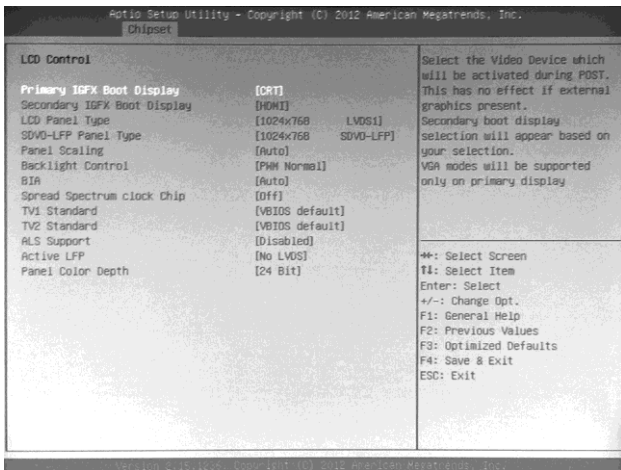 Aptio Setup Utility - Copyright (C) 2012 American Megatrends, Inc.
Chipset
LCD Control
Primary IGFX Boot Display [CRT]
Secondary IGFX Boot Display [HDMI]
LCD Panel Type [1024x768 LVDS1]
SDVO-LFP Panel Type [1024x768 SDVO-LFP]
Panel Scaling [Auto]
Backlight Control [PWM Normal]
BIA [Auto]
Spread Spectrum clock Chip [Off]
TV1 Standard [VBIOS default]
TV2 Standard [VBIOS default]
ALS Support [Disabled]
Active LFP [No LVDS]
Panel Color Depth [24 Bit]
Select the Video Device which
will be activated during POST.
This has no effect if external
graphics present.
Secondary boot display
selection will appear based on
your selection.
VGA modes will be supported
only on primary display
→←: Select Screen
↑↓: Select Item
Enter: Select
+/-: Change Opt.
F1: General Help
F2: Previous Values
F3: Optimized Defaults
F4: Save & Exit
ESC: Exit
Version Copyright (C) 2012 American Megatrends, Inc.